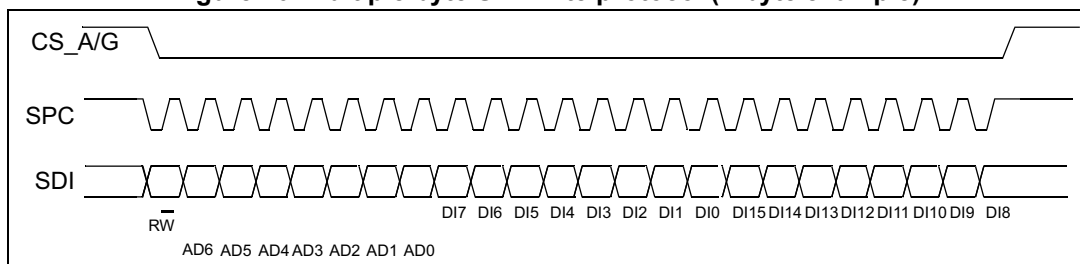 CS_A/G
SPC
SDI
RW
DI7 DI6 DI5 DI4 DI3 DI2 DI1 DI0 DI15 DI14 DI13 DI12 DI11 DI10 DI9 DI8
AD6 AD5 AD4 AD3 AD2 AD1 AD0